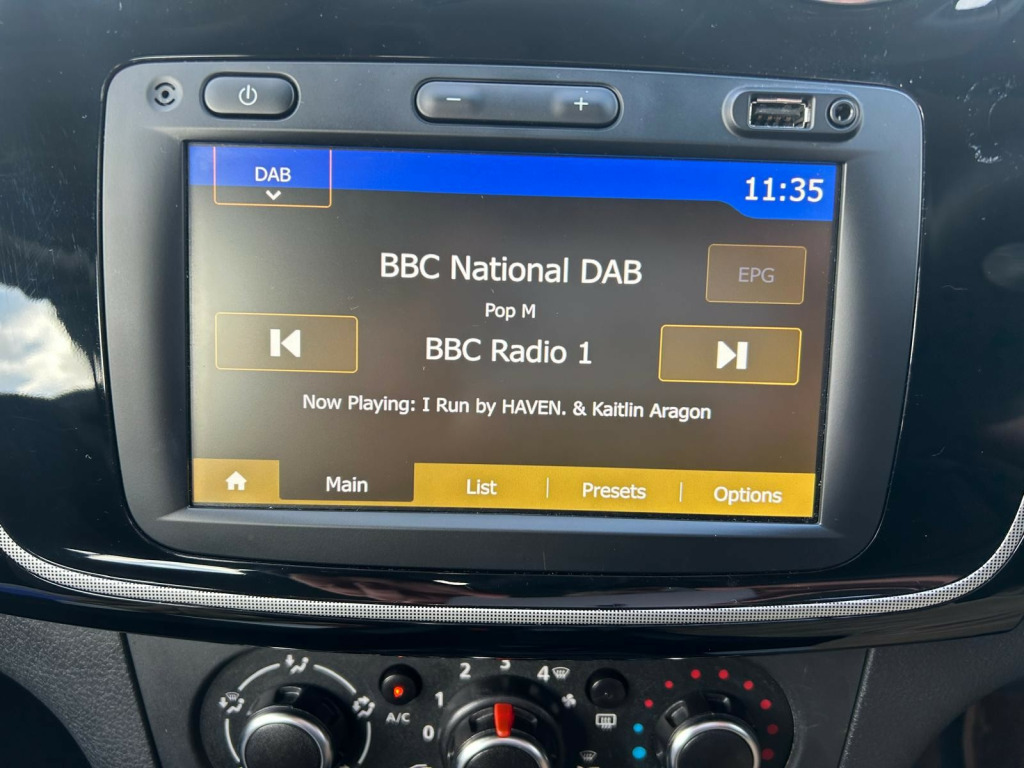 − +
DAB
11:35
BBC National DAB
EPG
Pop M
BBC Radio 1
Now Playing: I Run by HAVEN. & Kaitlin Aragon
Main List Presets Options
0 1 2 3 4
A/C